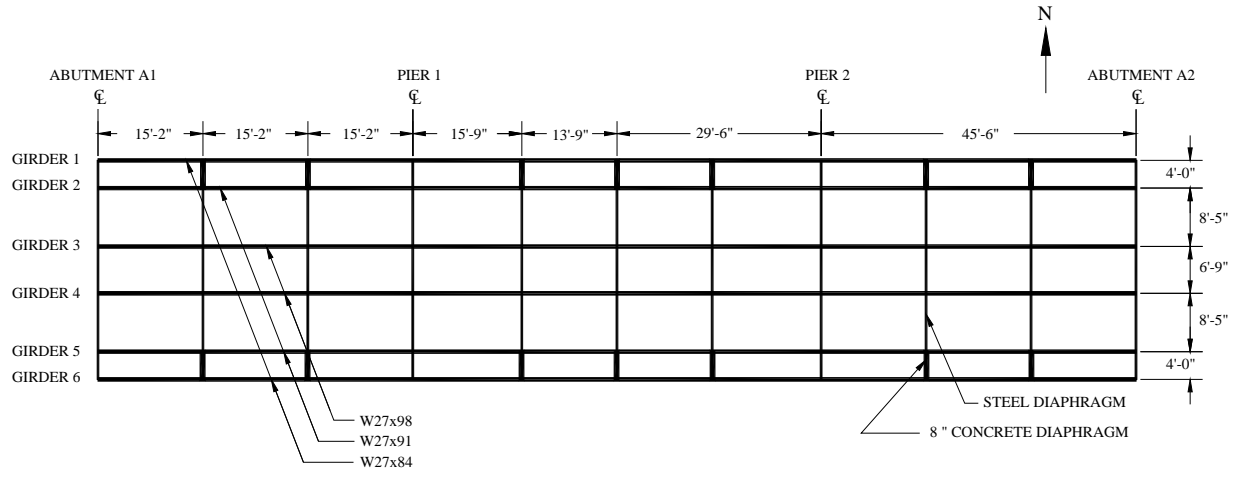 N
ABUTMENT A1
PIER 1
PIER 2
ABUTMENT A2
℄ ℄ ℄ ℄
15'-2" 15'-2" 15'-2" 15'-9" 13'-9" 29'-6" 45'-6"
GIRDER 1
4'-0"
GIRDER 2
8'-5"
GIRDER 3
6'-9"
GIRDER 4
8'-5"
GIRDER 5
4'-0"
GIRDER 6
STEEL DIAPHRAGM
W27x98
8 " CONCRETE DIAPHRAGM
W27x91
W27x84